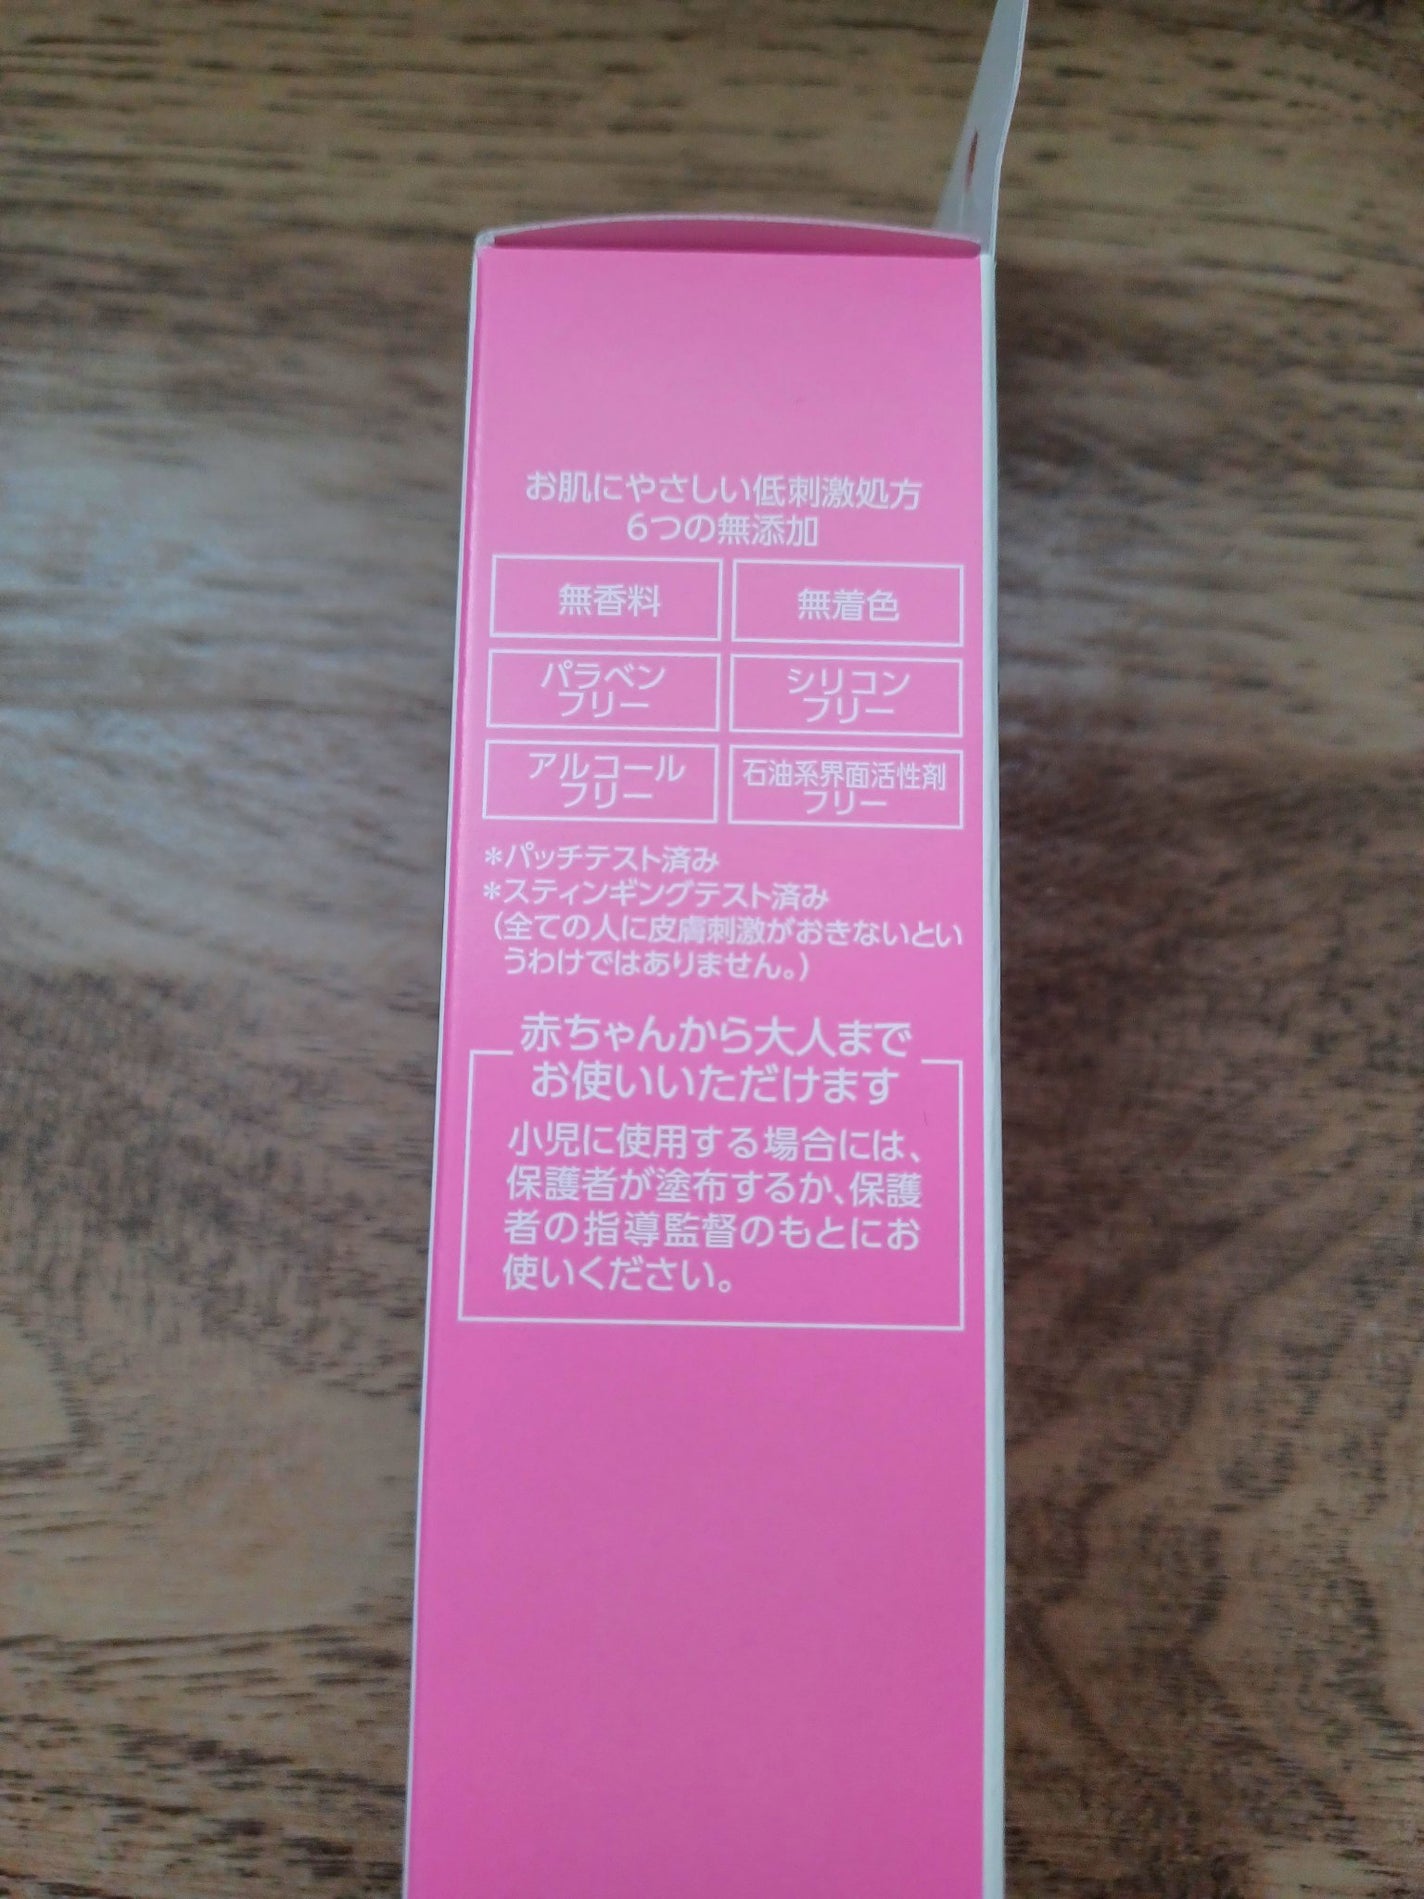 お肌にやさしい低刺激処方
6つの無添加
無香料
無着色
パラベン
フリー
シリコン
フリー
アルコール
フリー
石油系界面活性剤
フリー
*パッチテスト済み
*スティンギングテスト済み
(全ての人に皮膚刺激がおきないとい
うわけではありません。)
赤ちゃんから大人まで
お使いいただけます
小児に使用する場合には、
保護者が塗布するか、保護
者の指導監督のもとにお
使いください。